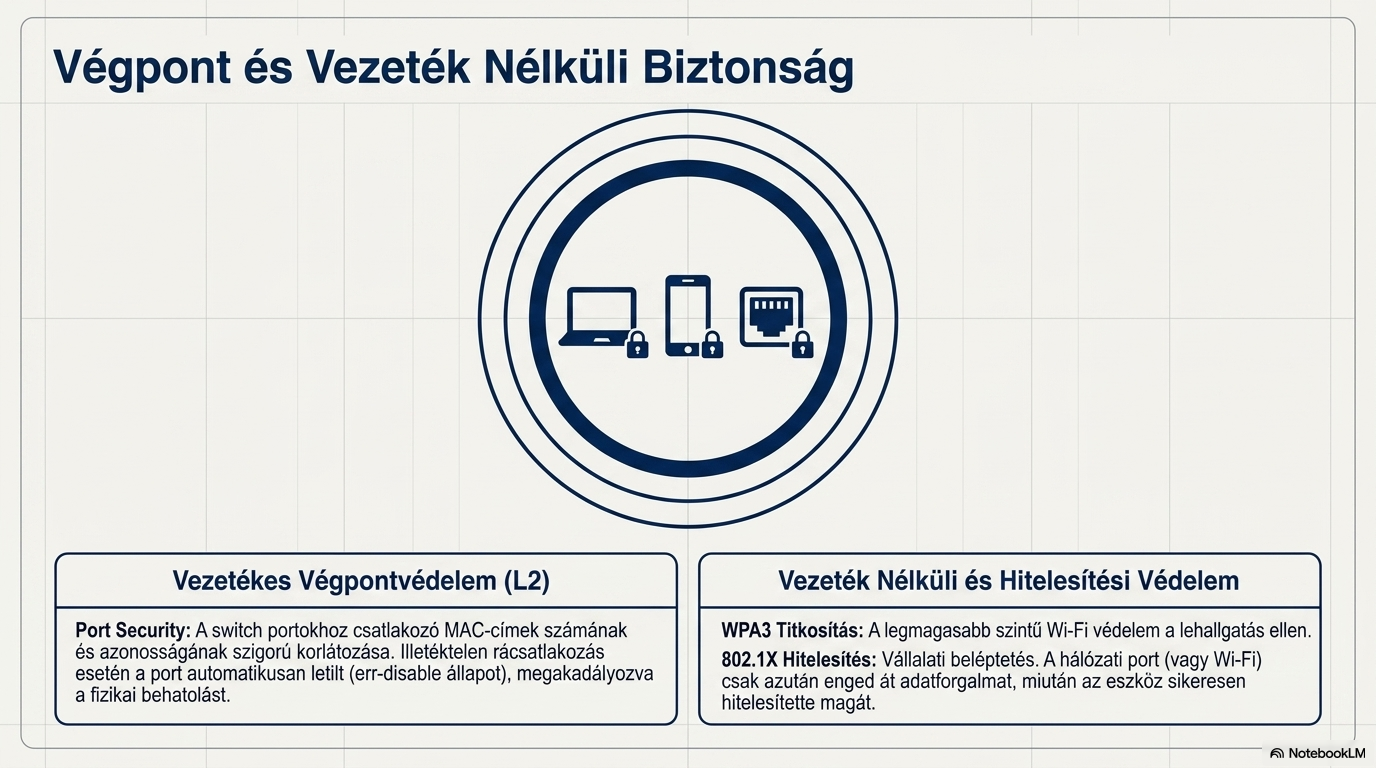 Végpont és Vezeték Nélküli Biztonság
Vezetékes Végpontvédelem (L2)
Port Security: A switch portokhoz csatlakozó MAC-címek számának
és azonosságának szigorú korlátozása. Illetéktelen rácsatlakozás
esetén a port automatikusan letilt (err-disable állapot), megakadályozva
a fizikai behatolást.
Vezeték Nélküli és Hitelesítési Védelem
WPA3 Titkosítás: A legmagasabb szintű Wi-Fi védelem a lehallgatás ellen.
802.1X Hitelesítés: Vállalati beléptetés. A hálózati port (vagy Wi-Fi)
csak azután enged át adatforgalmat, miután az eszköz sikeresen
hitelesítette magát.
NotebookLM